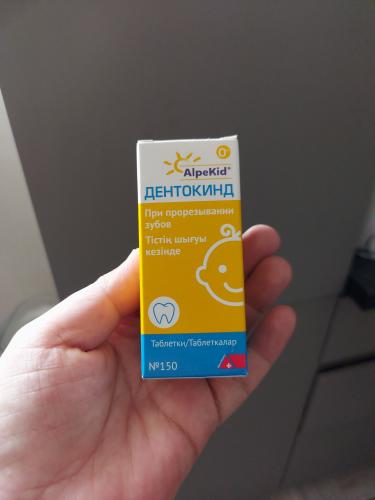 0+
AlpeKid®
ДЕНТОКИНД
При прорезывании
зубов
Тістің шығуы
кезінде
Таблетки/Таблеткалар
№150